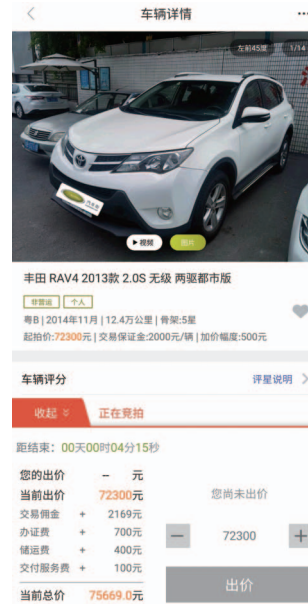 车辆详情
左前45度 1/14
视频 图片
丰田 RAV4 2013款 2.0S 无级 两驱都市版
非营运 个人
粤B | 2014年11月 | 12.4万公里 | 骨架:5星
起拍价:72300元 | 交易保证金:2000元/辆 | 加价幅度:500元
车辆评分 评星说明
收起 正在竞拍
距结束：00天00时04分15秒
您的出价 – 元
当前出价 72300元
您尚未出价
交易佣金 + 2169元
办证费 + 700元
— 72300 +
储运费 + 400元
交付服务费 + 100元
出价
当前总价 75669.0元